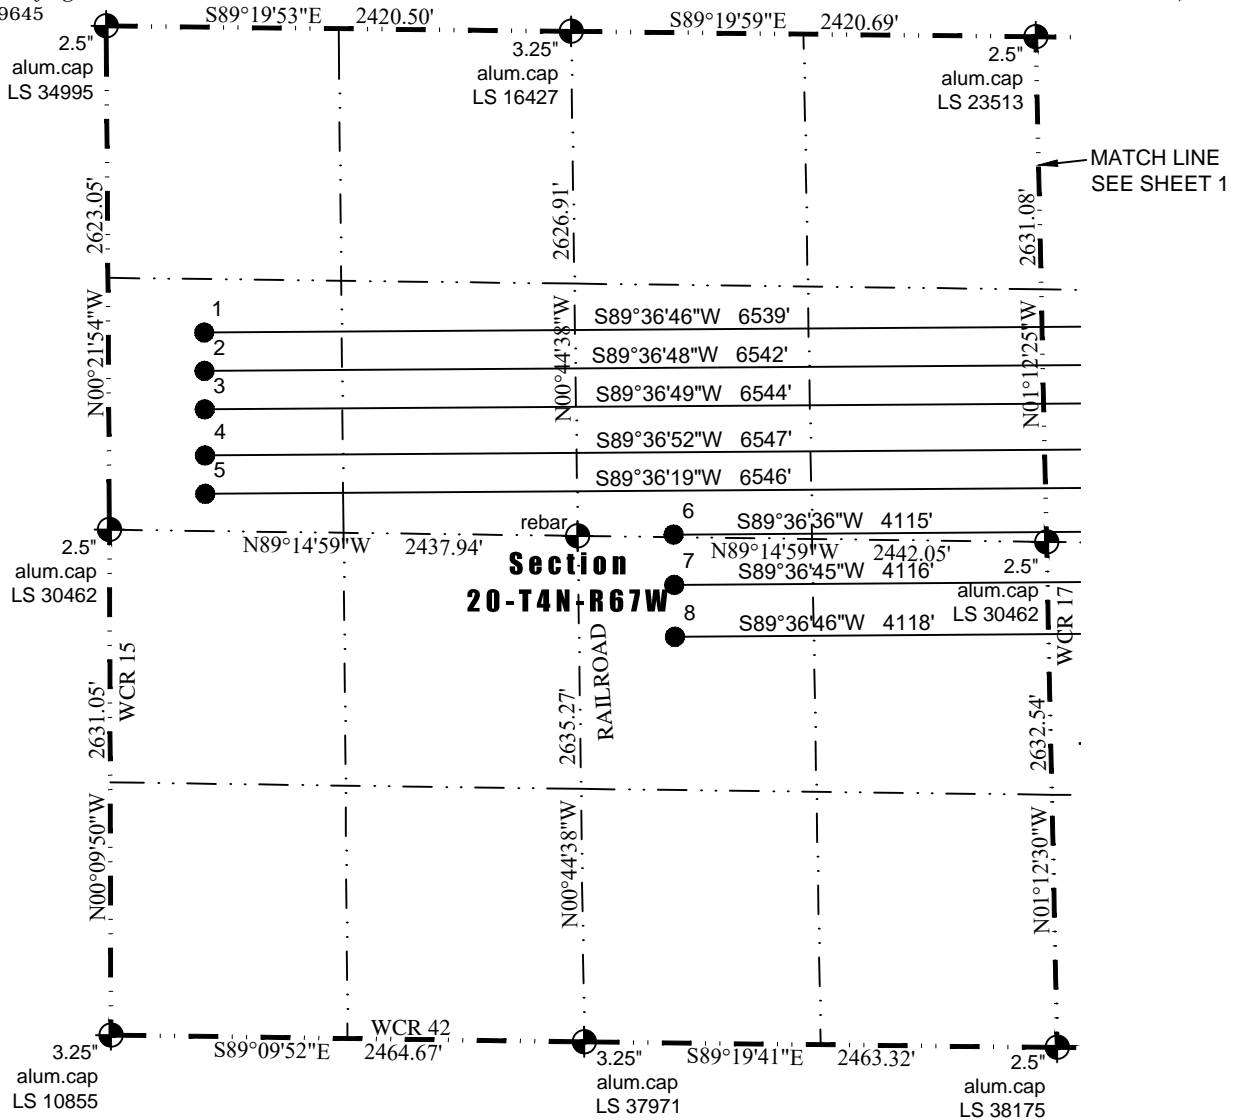 9645
S89°19'53"E 2420.50'
S89°19'59"E 2420.69'
2.5"
alum.cap
LS 34995
3.25"
alum.cap
LS 16427
2.5"
alum.cap
LS 23513
MATCH LINE
SEE SHEET 1
2623.05'
N00°21'54"W
2626.91'
N00°44'38"W
2631.08'
N01°12'25"W
1
S89°36'46"W 6539'
2
S89°36'48"W 6542'
3
S89°36'49"W 6544'
4
S89°36'52"W 6547'
5
S89°36'19"W 6546'
6
S89°36'36"W 4115'
rebar
N89°14'59"W 2437.94'
N89°14'59"W 2442.05'
2.5"
alum.cap
LS 30462
Section
20-T4N-R67W
7
S89°36'45"W 4116'
2.5"
alum.cap
LS 30462
8
S89°36'46"W 4118'
WCR 17
WCR 15
RAILROAD
2631.05'
N00°09'50"W
2635.27'
N00°44'38"W
2632.54'
N01°12'30"W
WCR 42
S89°09'52"E 2464.67'
S89°19'41"E 2463.32'
3.25"
alum.cap
LS 10855
3.25"
alum.cap
LS 37971
2.5"
alum.cap
LS 38175